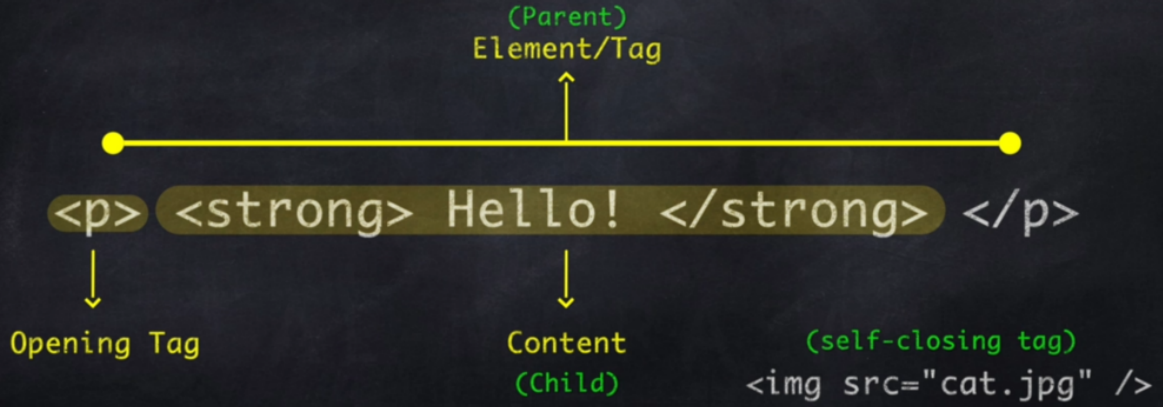 (Parent)
Element/Tag
<p> <strong> Hello! </strong> </p>
Opening Tag
Content
(Child)
(self-closing tag)
<img src="cat.jpg" />